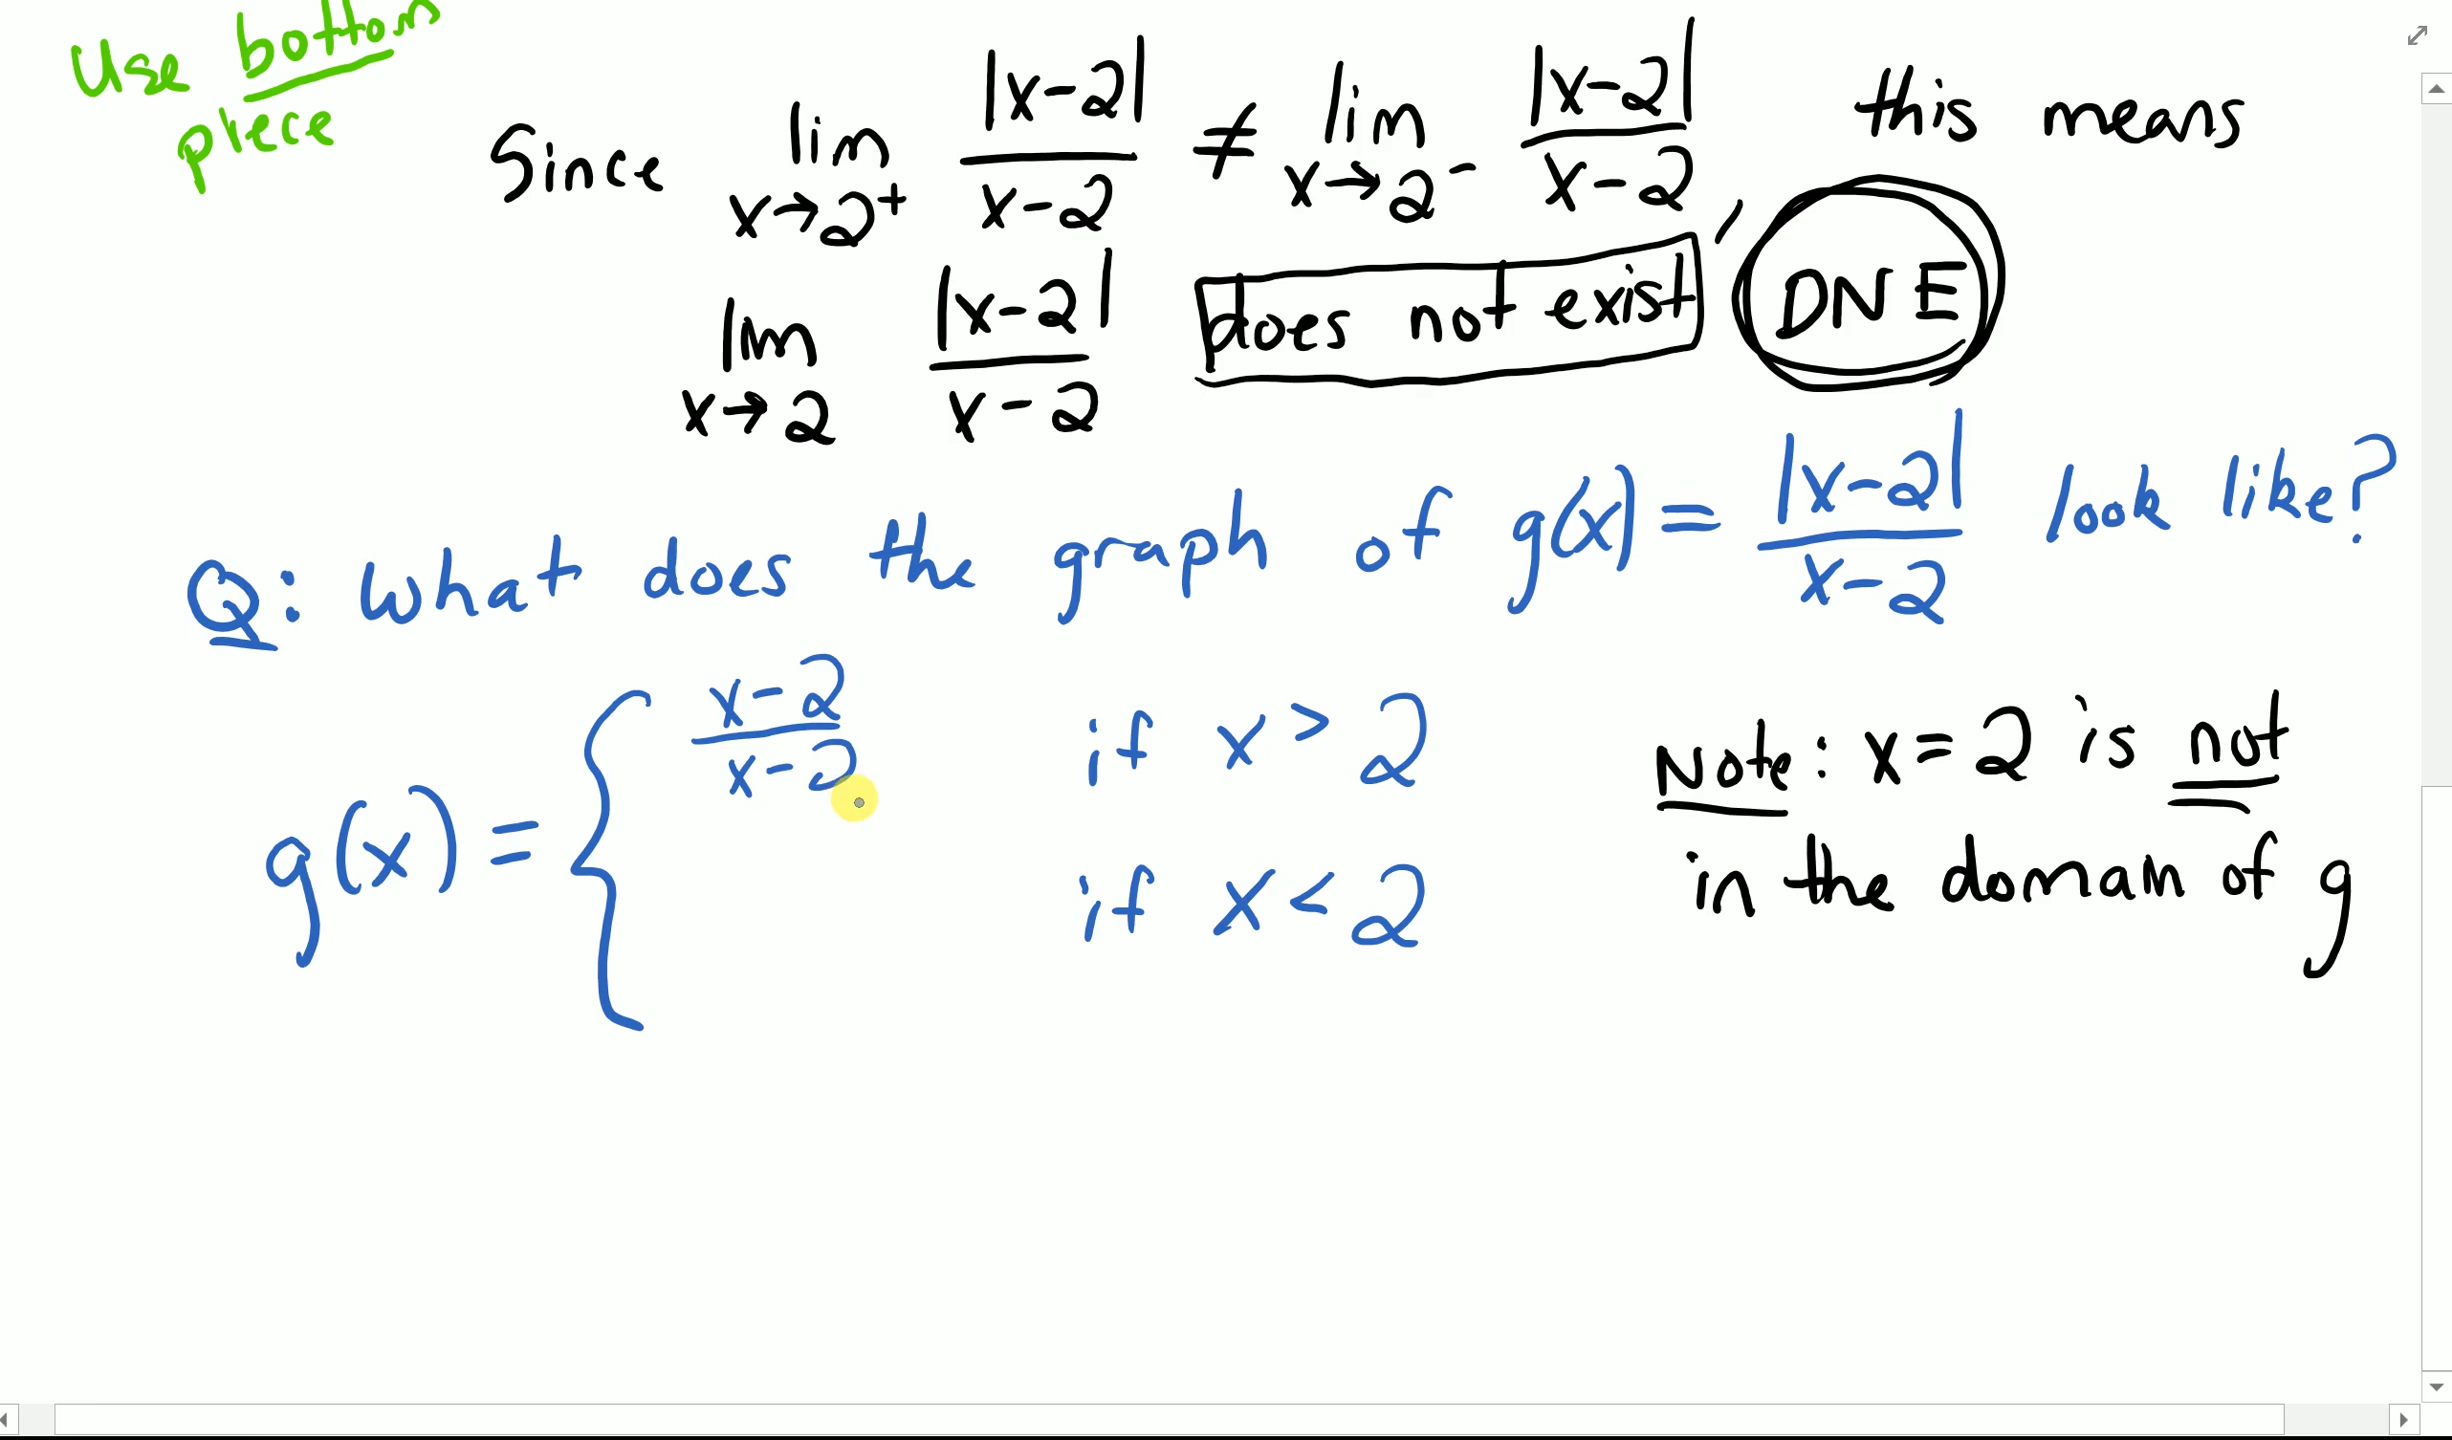 Use bottom
piece
Since lim x→2⁺ |x-2|/(x-2) ≠ lim x→2⁻ |x-2|/(x-2), this means
lim x→2 |x-2|/(x-2) Does not exist DNE
Q: What does the graph of g(x) = |x-2|/(x-2) look like?
g(x) = { (x-2)/(x-2) if x > 2
if x < 2
Note: x=2 is not
in the domain of g